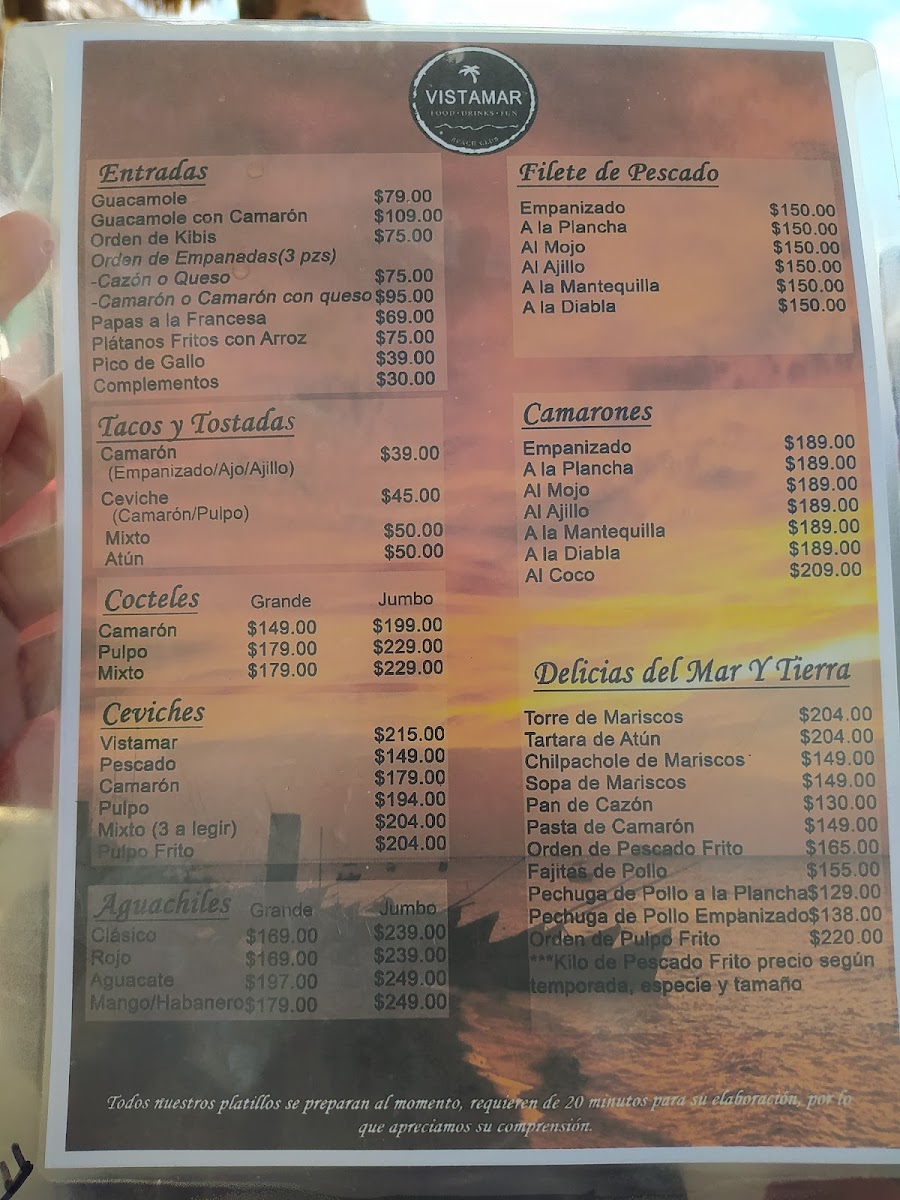 VISTAMAR
FOOD·DRINKS·FUN
BEACH CLUB
Entradas
Guacamole $79.00
Guacamole con Camarón $109.00
Orden de Kibis $75.00
Orden de Empanadas(3 pzs)
-Cazón o Queso $75.00
-Camarón o Camarón con queso $95.00
Papas a la Francesa $69.00
Plátanos Fritos con Arroz $75.00
Pico de Gallo $39.00
Complementos $30.00
Tacos y Tostadas
Camarón $39.00
(Empanizado/Ajo/Ajillo)
Ceviche $45.00
(Camarón/Pulpo)
Mixto $50.00
Atún $50.00
Cocteles Grande Jumbo
Camarón $149.00 $199.00
Pulpo $179.00 $229.00
Mixto $179.00 $229.00
Ceviches
Vistamar $215.00
Pescado $149.00
Camarón $179.00
Pulpo $194.00
Mixto (3 a legir) $204.00
Pulpo Frito $204.00
Aguachiles Grande Jumbo
Clásico $169.00 $239.00
Rojo $169.00 $239.00
Aguacate $197.00 $249.00
Mango/Habanero $179.00 $249.00
Filete de Pescado
Empanizado $150.00
A la Plancha $150.00
Al Mojo $150.00
Al Ajillo $150.00
A la Mantequilla $150.00
A la Diabla $150.00
Camarones
Empanizado $189.00
A la Plancha $189.00
Al Mojo $189.00
Al Ajillo $189.00
A la Mantequilla $189.00
A la Diabla $189.00
Al Coco $209.00
Delicias del Mar Y Tierra
Torre de Mariscos $204.00
Tartara de Atún $204.00
Chilpachole de Mariscos $149.00
Sopa de Mariscos $149.00
Pan de Cazón $130.00
Pasta de Camarón $149.00
Orden de Pescado Frito $165.00
Fajitas de Pollo $155.00
Pechuga de Pollo a la Plancha $129.00
Pechuga de Pollo Empanizado $138.00
Orden de Pulpo Frito $220.00
***Kilo de Pescado Frito precio según
temporada, especie y tamaño
Todos nuestros platillos se preparan al momento, requieren de 20 minutos para su elaboración, por lo
que apreciamos su comprensión.